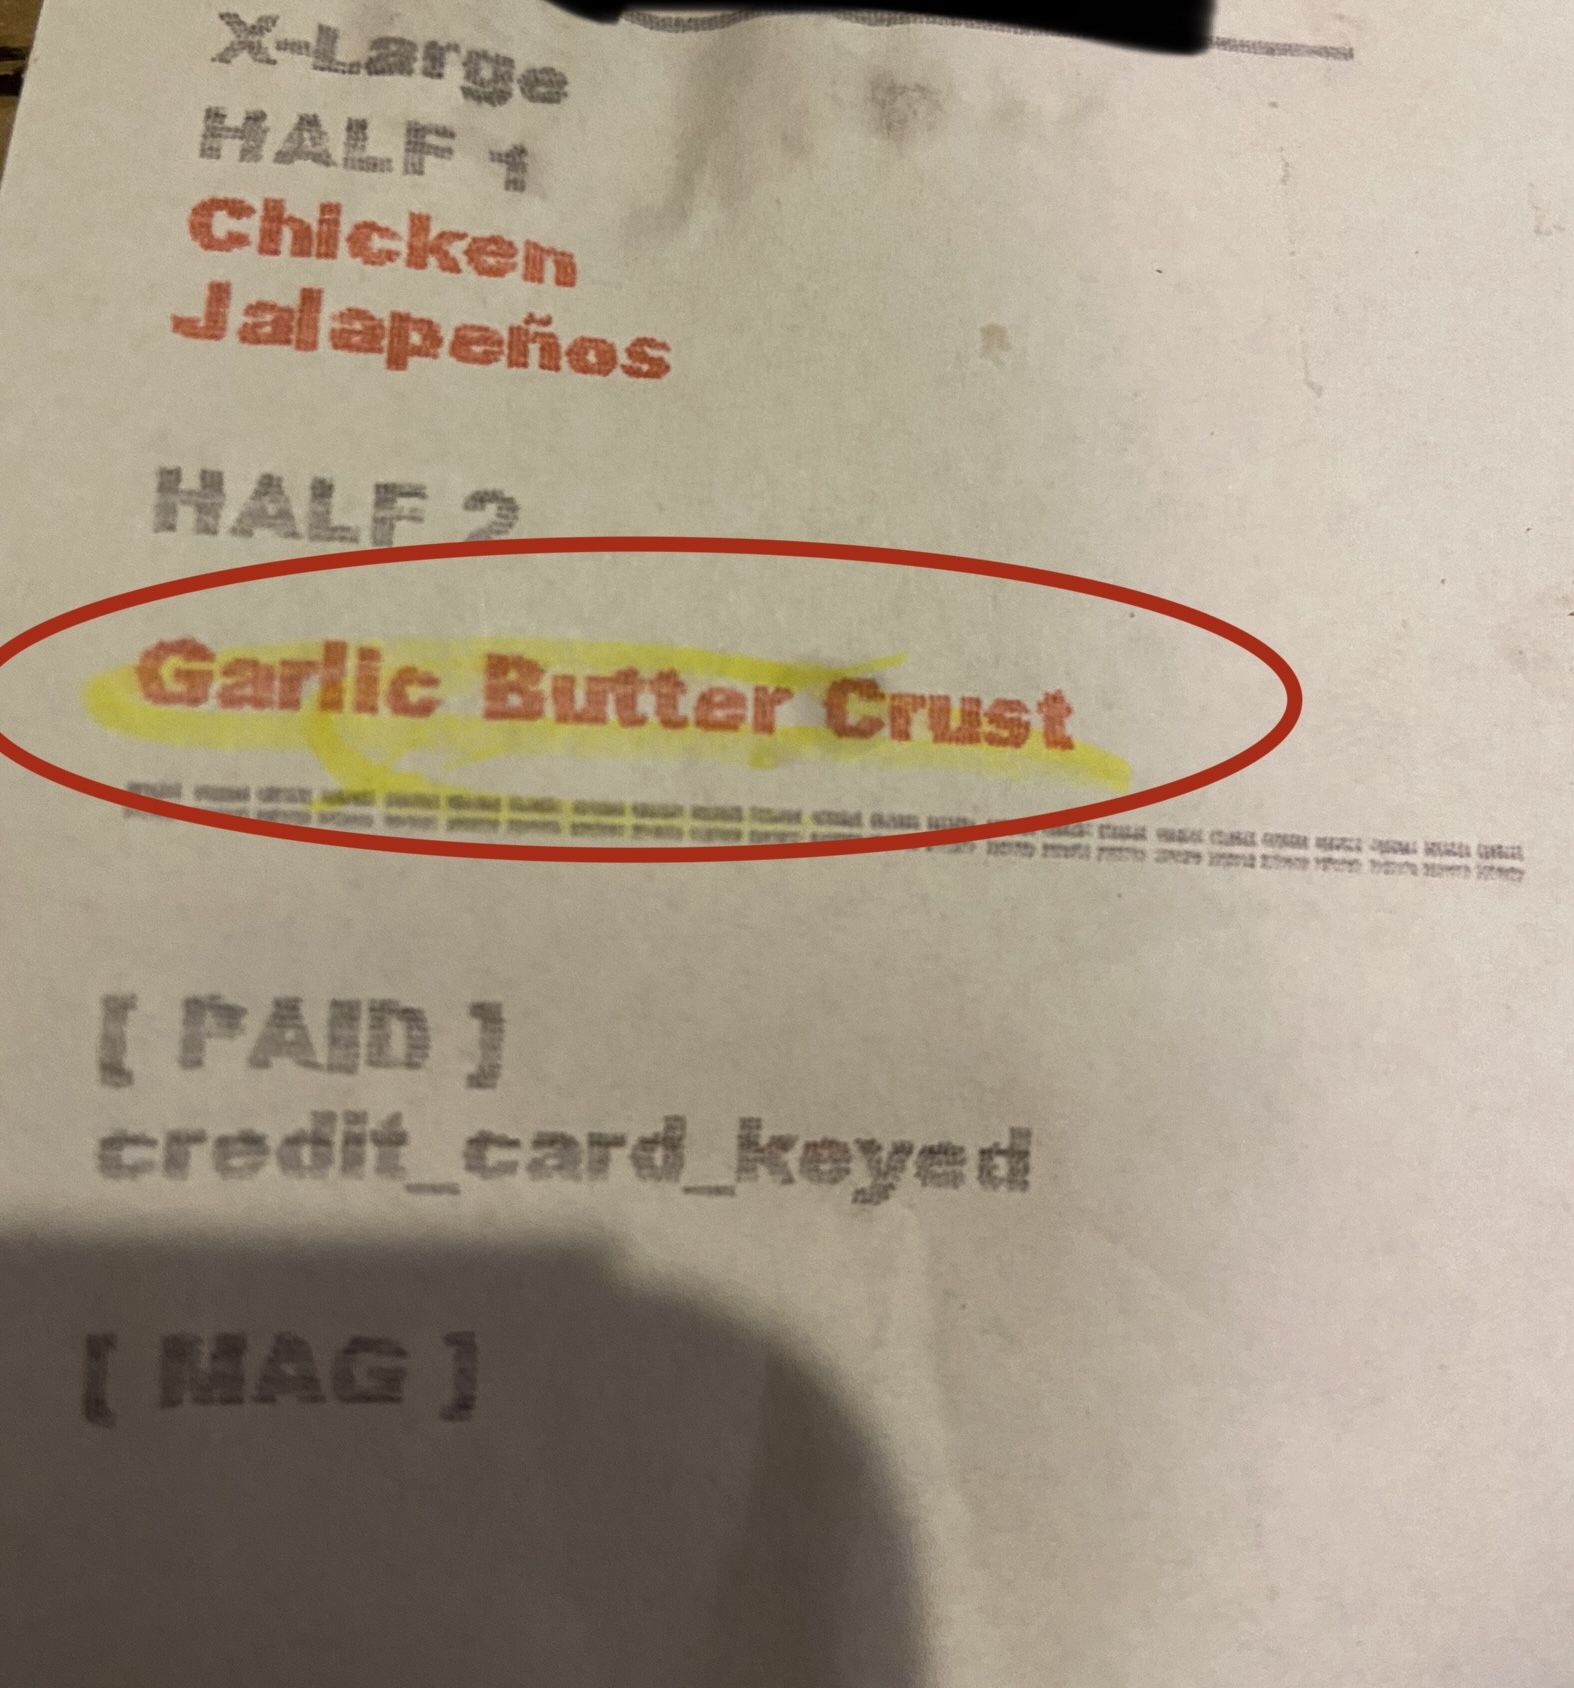 X-Large
HALF 1
Chicken
Jalapeños
HALF 2
Garlic Butter Crust
[ PAID ]
credit_card_keyed
[ MAG ]